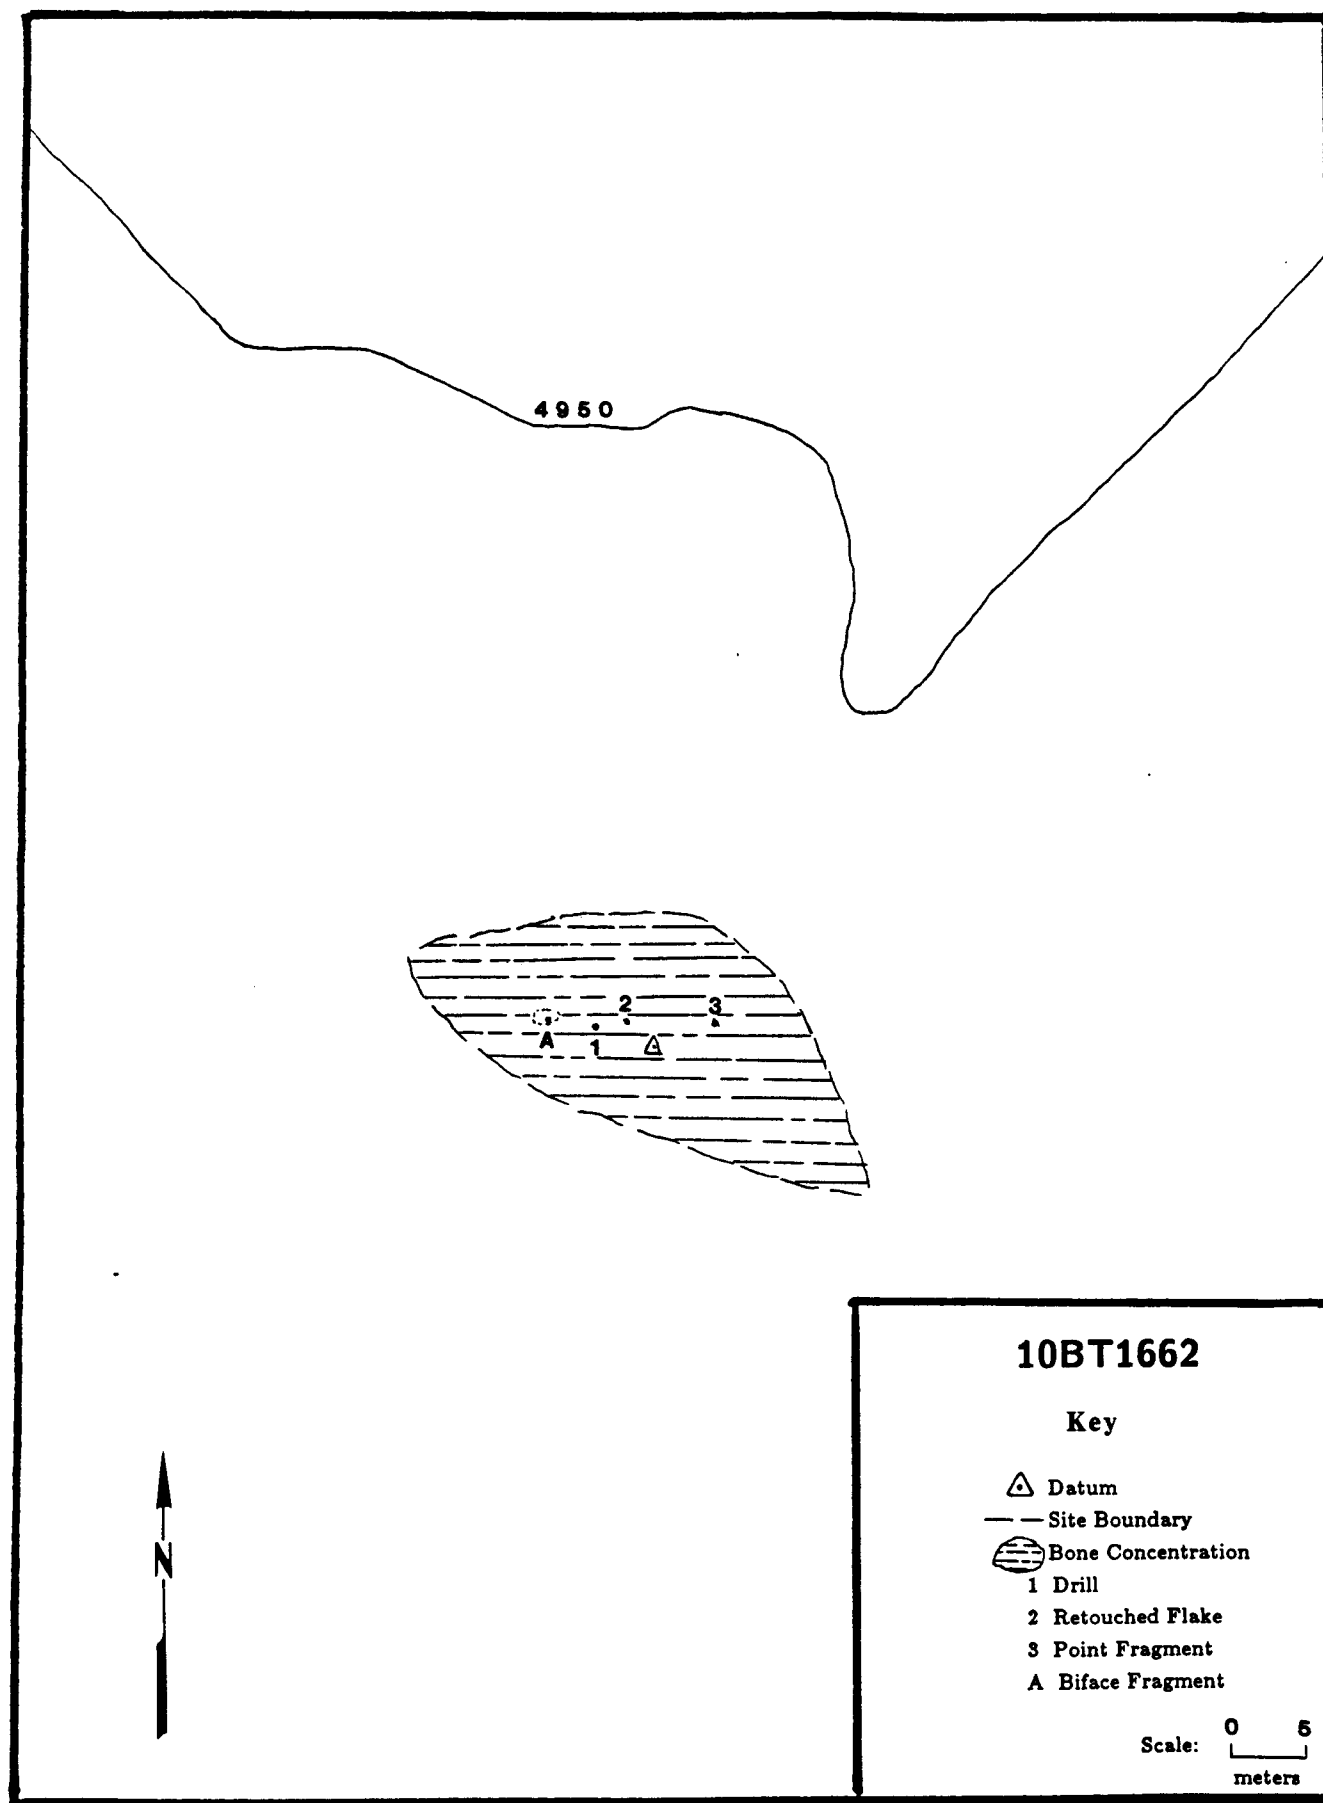 4950
2
3
A
1
10BT1662
Key
Datum
Site Boundary
Bone Concentration
1 Drill
2 Retouched Flake
3 Point Fragment
A Biface Fragment
N
0 5
Scale:
meters